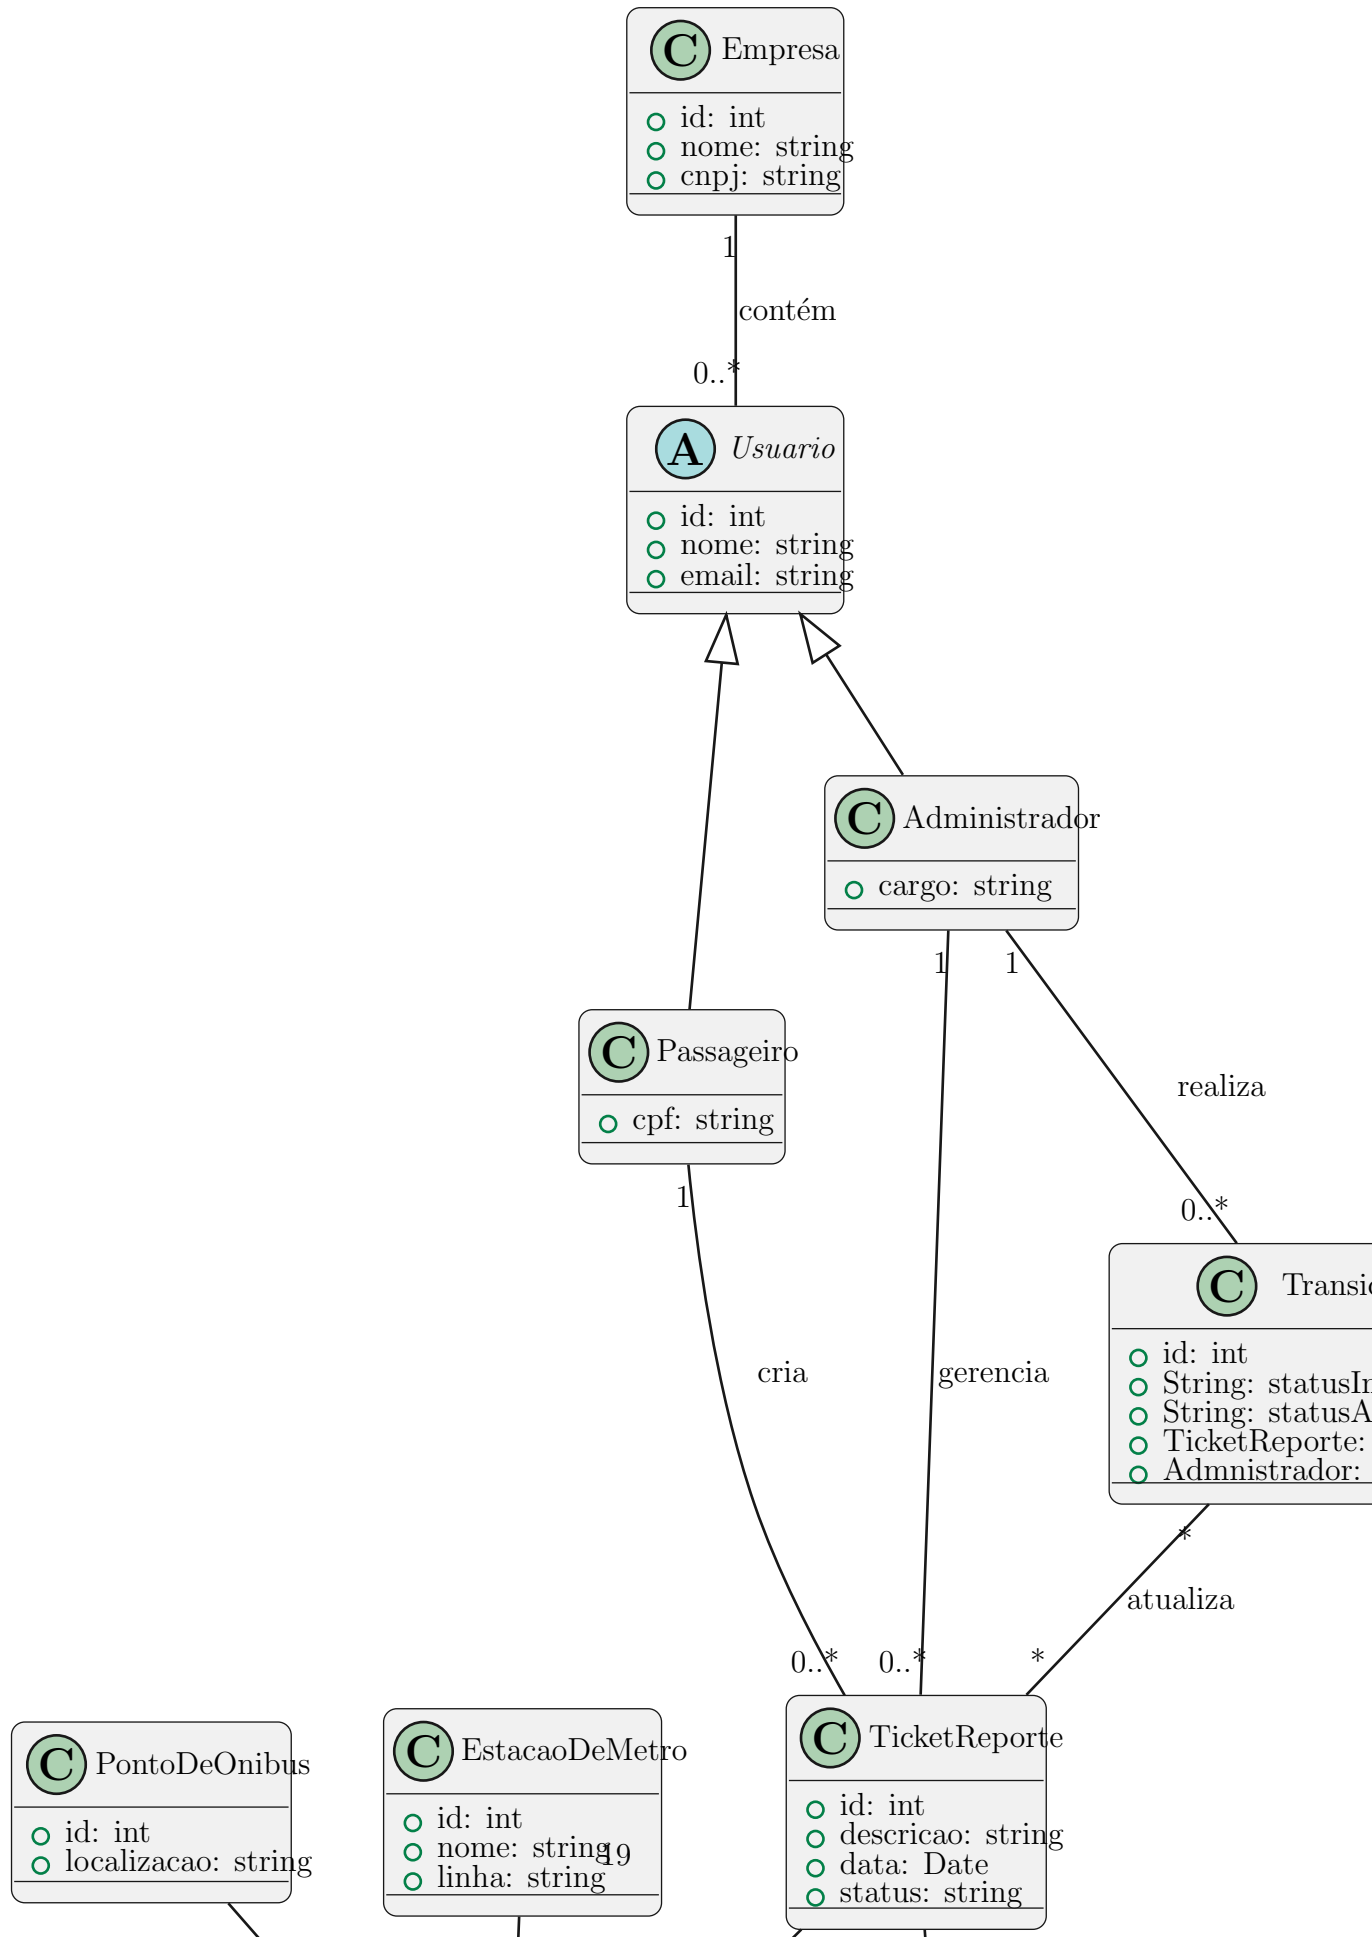 C Empresa
id: int
nome: string
cnpj: string
1
contém
0..*
A Usuario
id: int
nome: string
email: string
C Administrador
cargo: string
1
1
C Passageiro
cpf: string
1
realiza
0..*
C Transic
id: int
String: statusIn
String: statusA
TicketReporte:
Admnistrador:
cria
gerencia
*
atualiza
0..*
0..*
*
C PontoDeOnibus
id: int
localizacao: string
C EstacaoDeMetro
id: int
nome: string
linha: string
19
C TicketReporte
id: int
descricao: string
data: Date
status: string